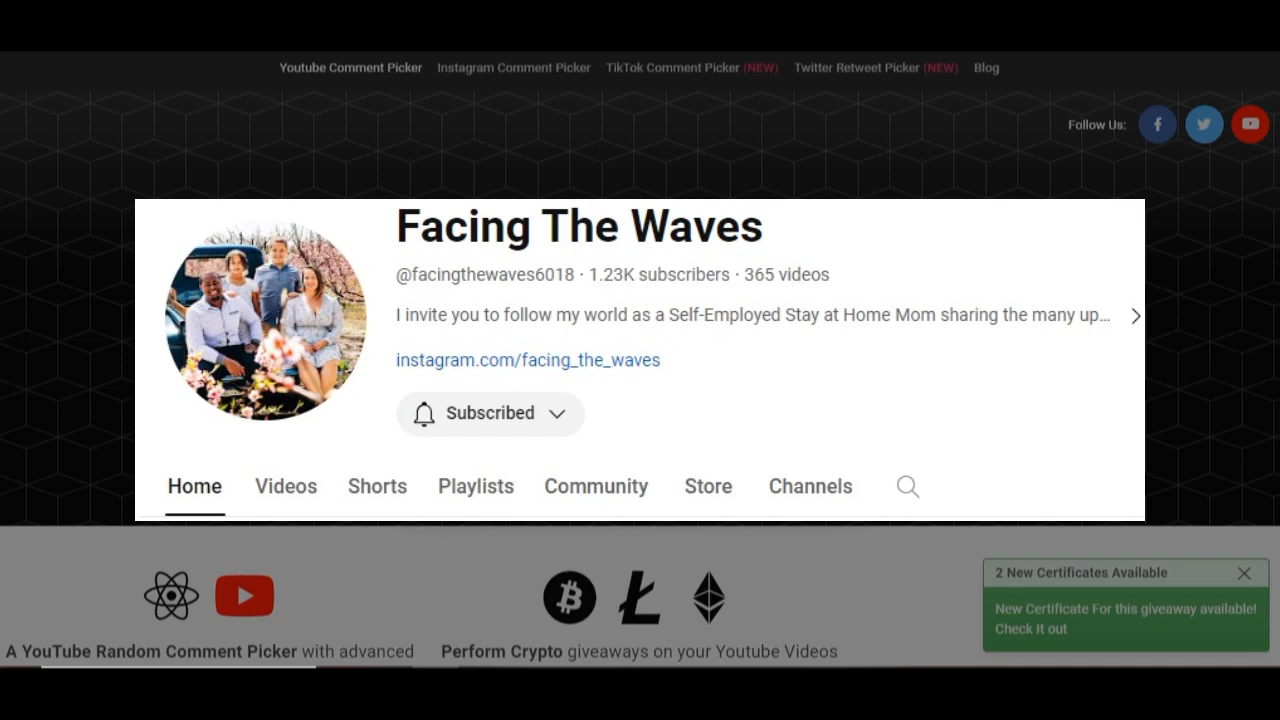 Youtube Comment Picker Instagram Comment Picker TikTok Comment Picker (NEW) Twitter Retweet Picker (NEW) Blog
Follow Us:
Facing The Waves
@facingthewaves6018 · 1.23K subscribers · 365 videos
I invite you to follow my world as a Self-Employed Stay at Home Mom sharing the many up...
instagram.com/facing_the_waves
Subscribed
Home Videos Shorts Playlists Community Store Channels
A YouTube Random Comment Picker with advanced
Perform Crypto giveaways on your Youtube Videos
2 New Certificates Available
New Certificate For this giveaway available!
Check It out